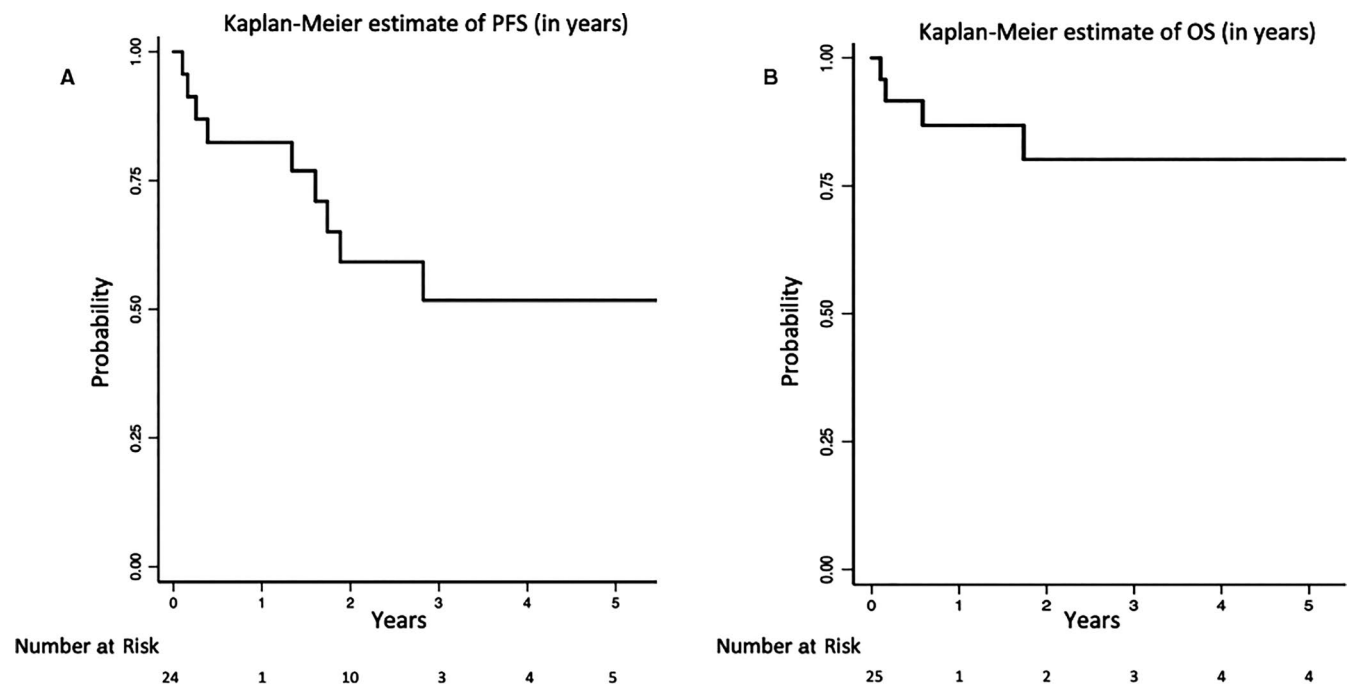 Kaplan-Meier estimate of PFS (in years)
A
1.00
0.75
0.50
0.25
0.00
Probability
0 1 2 3 4 5
Years
Number at Risk
24 1 10 3 4 5
Kaplan-Meier estimate of OS (in years)
B
1.00
0.75
0.50
0.25
0.00
Probability
0 1 2 3 4 5
Years
Number at Risk
25 1 2 3 4 4